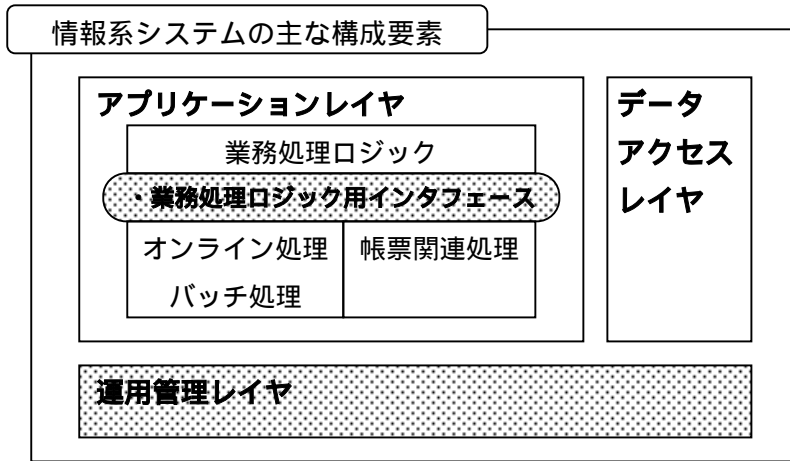 情報系システムの主な構成要素
アプリケーションレイヤ
業務処理ロジック
・業務処理ロジック用インタフェース
オンライン処理
バッチ処理
帳票関連処理
データ
アクセス
レイヤ
運用管理レイヤ